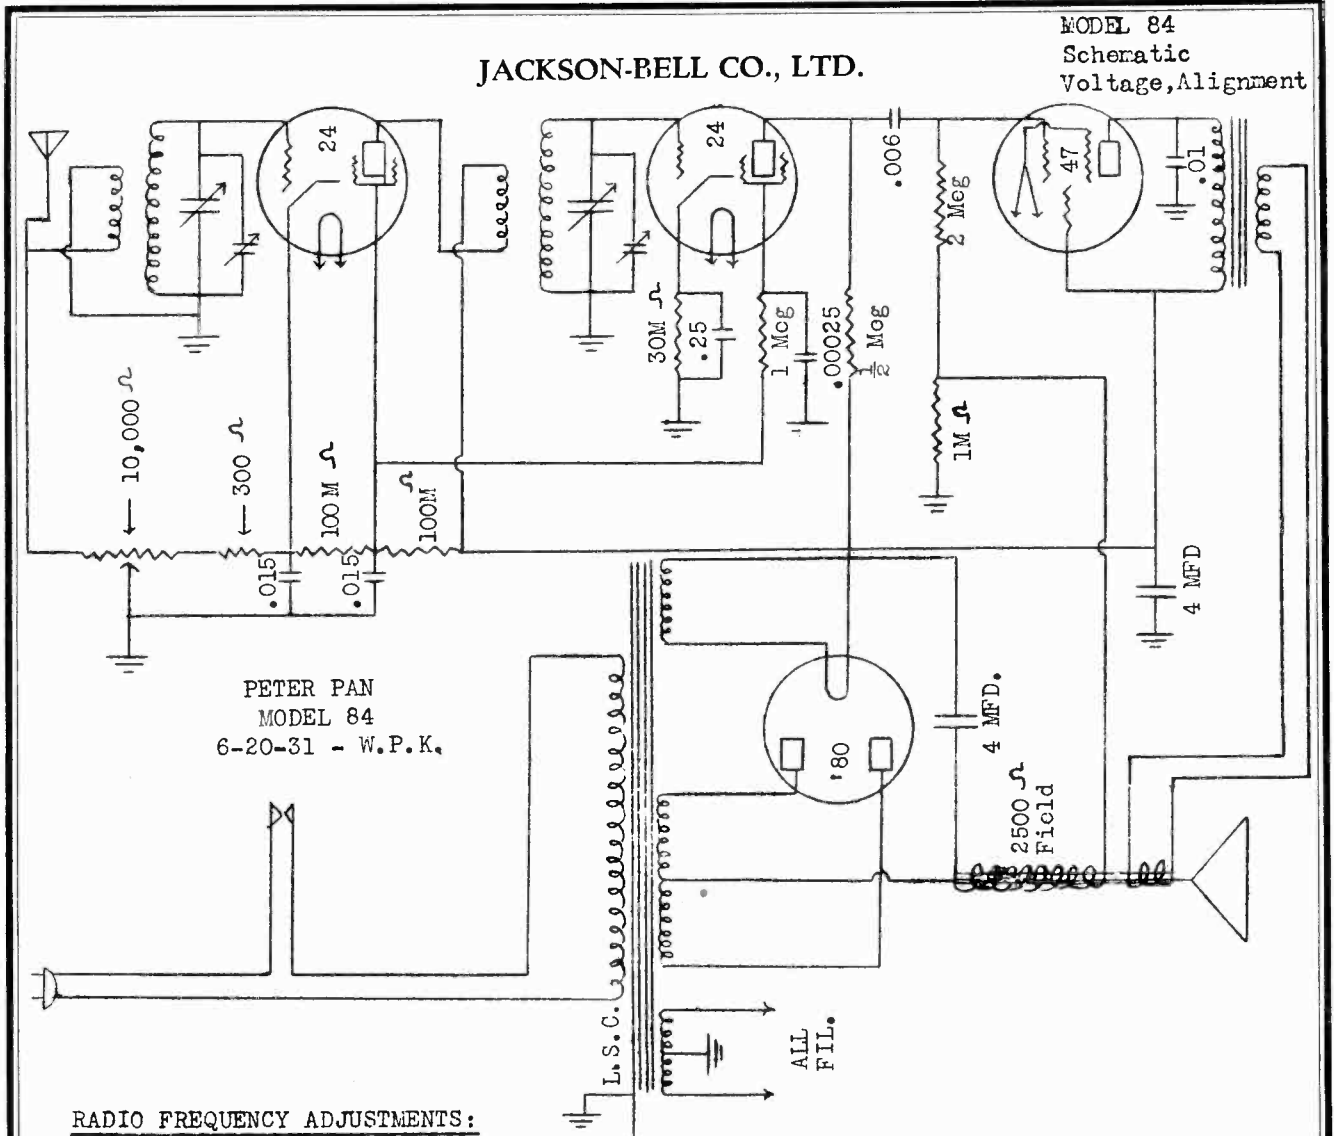 MODEL 84
Schematic
Voltage,Alignment
JACKSON-BELL CO., LTD.
24
24
.006
2 Meg
47
.01
30M Ω
.25
1 Meg
.00025
1/2 Meg
1M Ω
10,000 Ω
300 Ω
100M Ω
100M Ω
.015
.015
4 MFD
PETER PAN
MODEL 84
6-20-31 - W.P.K.
'80
4 MFD.
2500 Ω
Field
L.S.C.
ALL
FIL.
RADIO FREQUENCY ADJUSTMENTS: